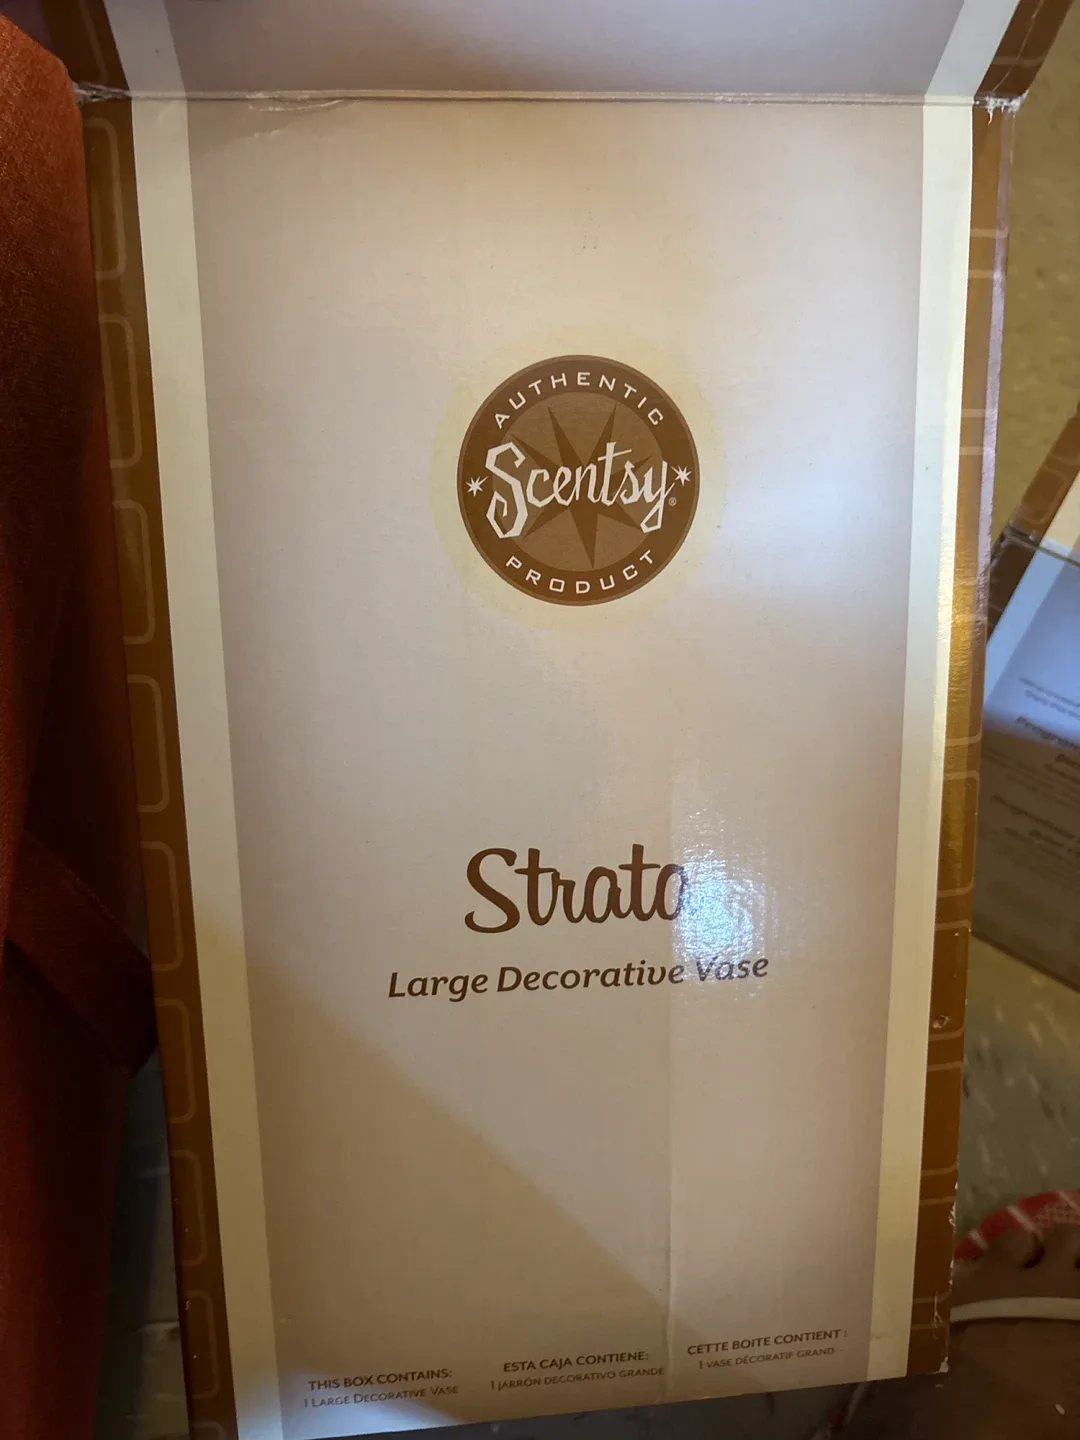 AUTHENTIC
Scentsy®
PRODUCT
Strata
Large Decorative Vase
THIS BOX CONTAINS:
1 LARGE DECORATIVE VASE
ESTA CAJA CONTIENE:
1 JARRÓN DECORATIVO GRANDE
CETTE BOITE CONTIENT :
1 VASE DÉCORATIF GRAND